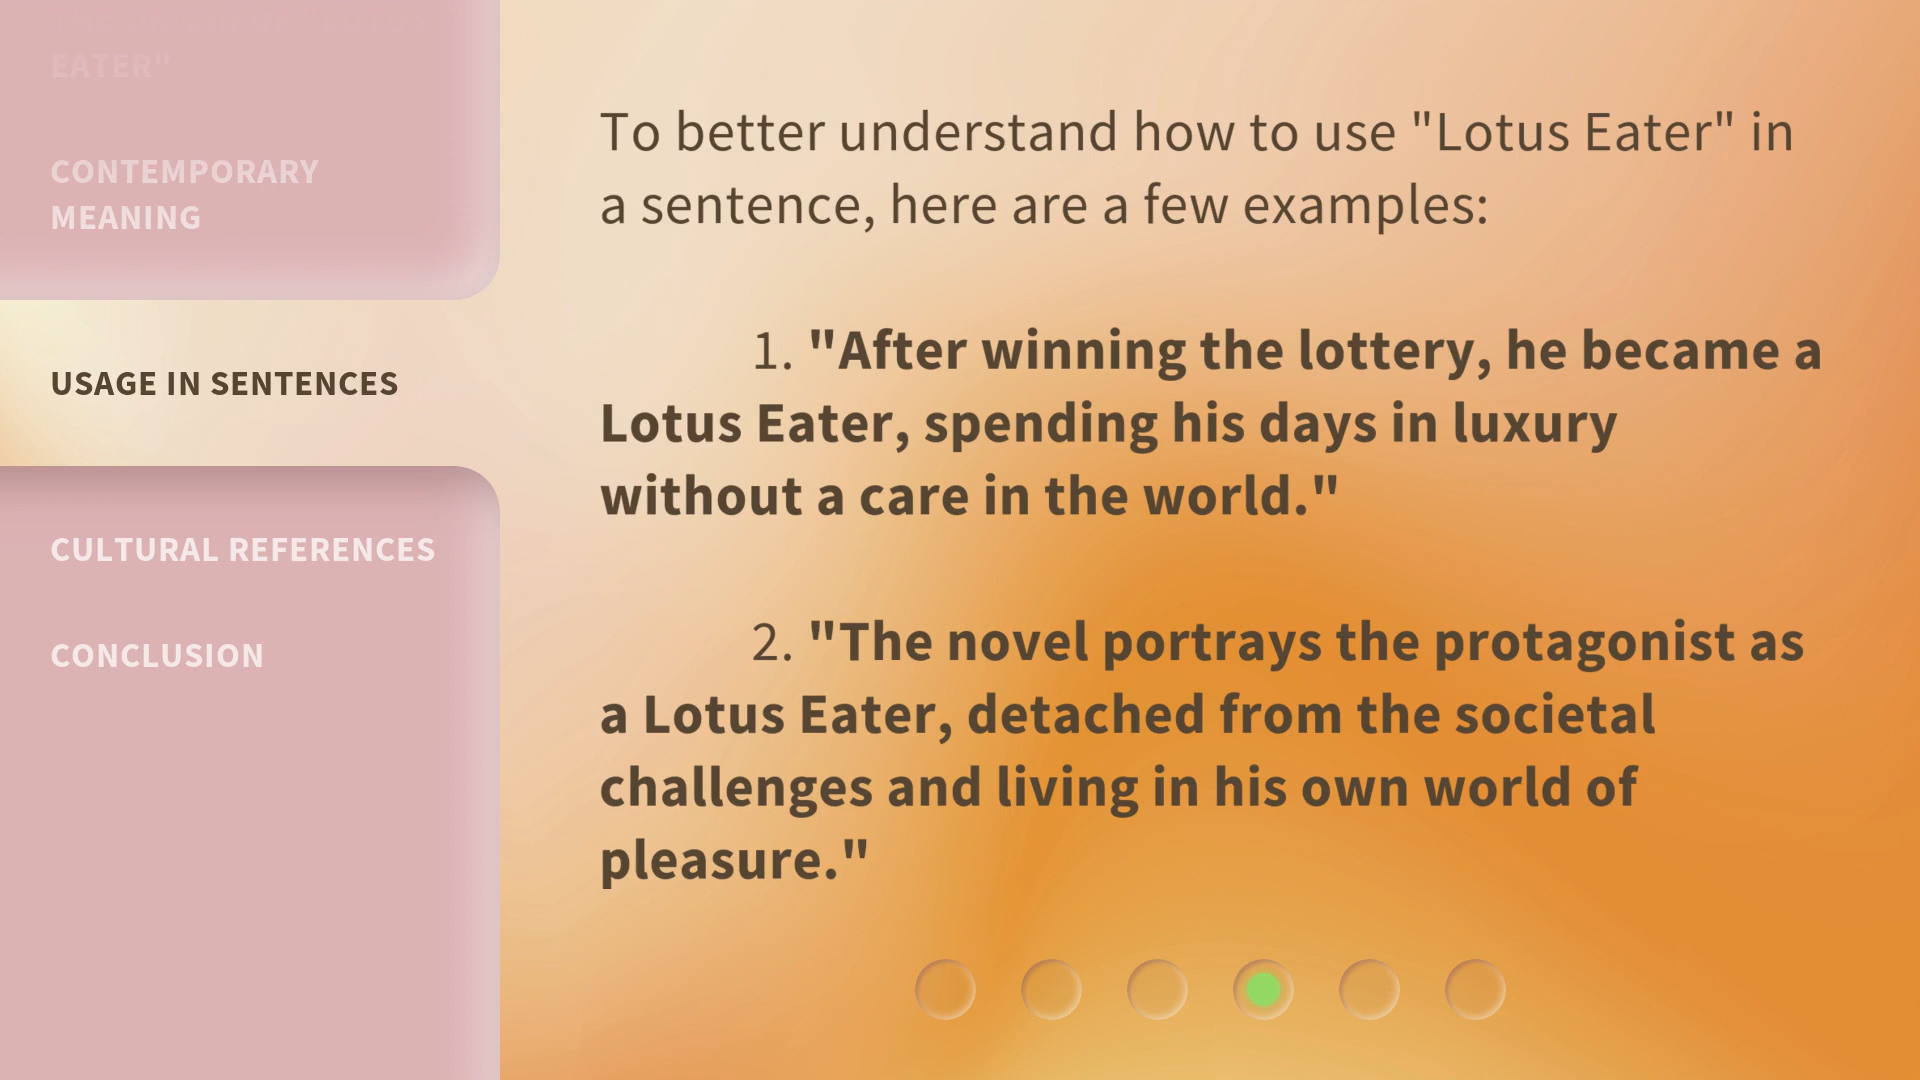 EATER"
CONTEMPORARY
MEANING
USAGE IN SENTENCES
CULTURAL REFERENCES
CONCLUSION
To better understand how to use "Lotus Eater" in
a sentence, here are a few examples:
1. "After winning the lottery, he became a
Lotus Eater, spending his days in luxury
without a care in the world."
2. "The novel portrays the protagonist as
a Lotus Eater, detached from the societal
challenges and living in his own world of
pleasure."